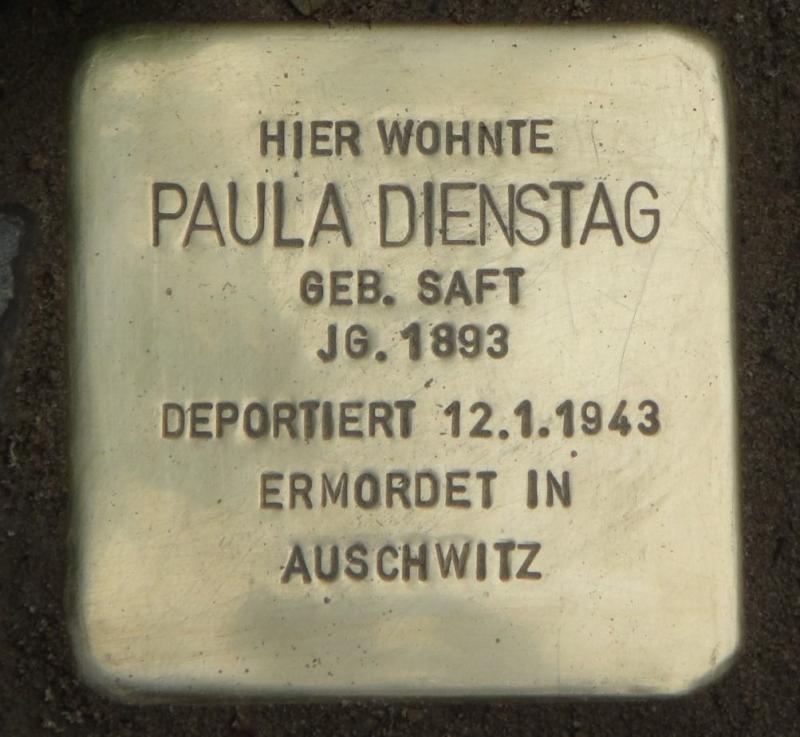 HIER WOHNTE
PAULA DIENSTAG
GEB. SAFT
JG. 1893
DEPORTIERT 12.1.1943
ERMORDET IN
AUSCHWITZ